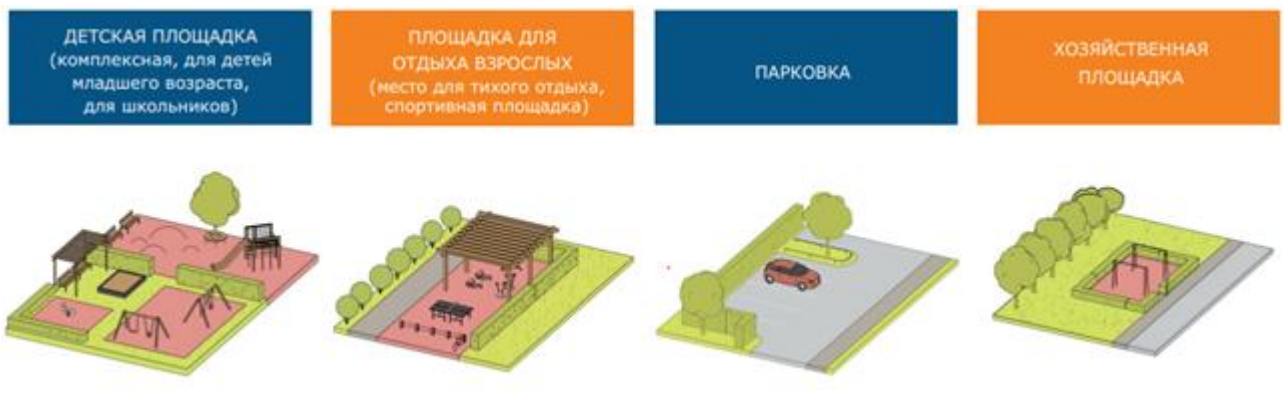 ДЕТСКАЯ ПЛОЩАДКА
(комплексная, для детей
младшего возраста,
для школьников)
ПЛОЩАДКА ДЛЯ
ОТДЫХА ВЗРОСЛЫХ
(место для тихого отдыха,
спортивная площадка)
ПАРКОВКА
ХОЗЯЙСТВЕННАЯ
ПЛОЩАДКА